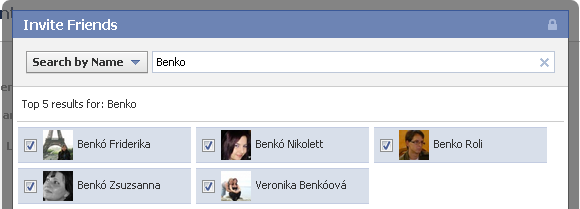 Invite Friends
Search by Name Benko
Top 5 results for: Benko
Benkó Friderika Benkó Nikolett Benko Roli
Benkó Zsuzsanna Veronika Benkóová